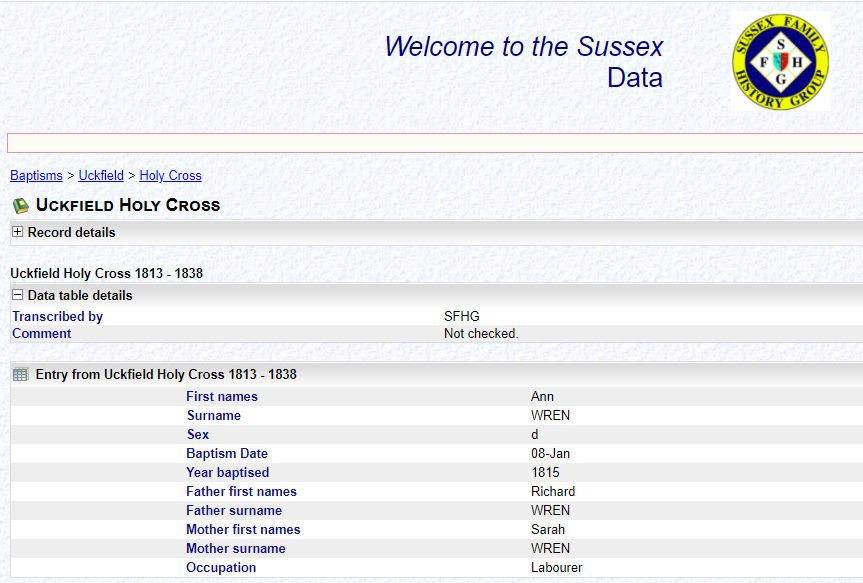 Welcome to the Sussex
Data
SUSSEX FAMILY
HISTORY GROUP
S
F H
G
Baptisms > Uckfield > Holy Cross
UCKFIELD HOLY CROSS
Record details
Uckfield Holy Cross 1813 - 1838
Data table details
Transcribed by SFHG
Comment Not checked.
Entry from Uckfield Holy Cross 1813 - 1838
First names Ann
Surname WREN
Sex d
Baptism Date 08-Jan
Year baptised 1815
Father first names Richard
Father surname WREN
Mother first names Sarah
Mother surname WREN
Occupation Labourer